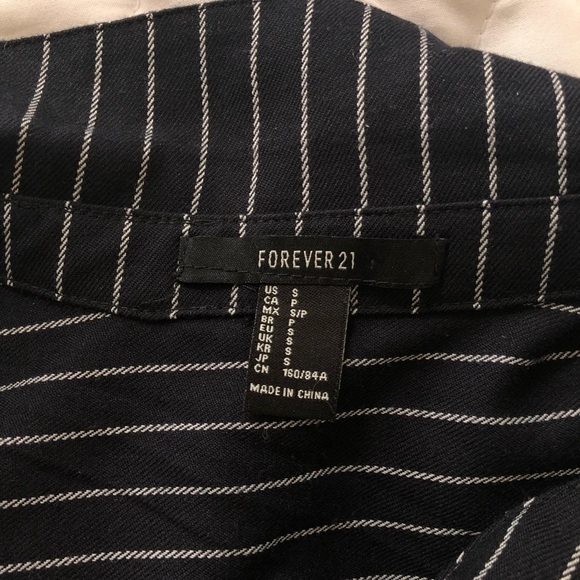 FOREVER 21
US S
CA P
MX S/P
BR P
EU S
UK S
KR S
JP S
CN 160/84A
MADE IN CHINA